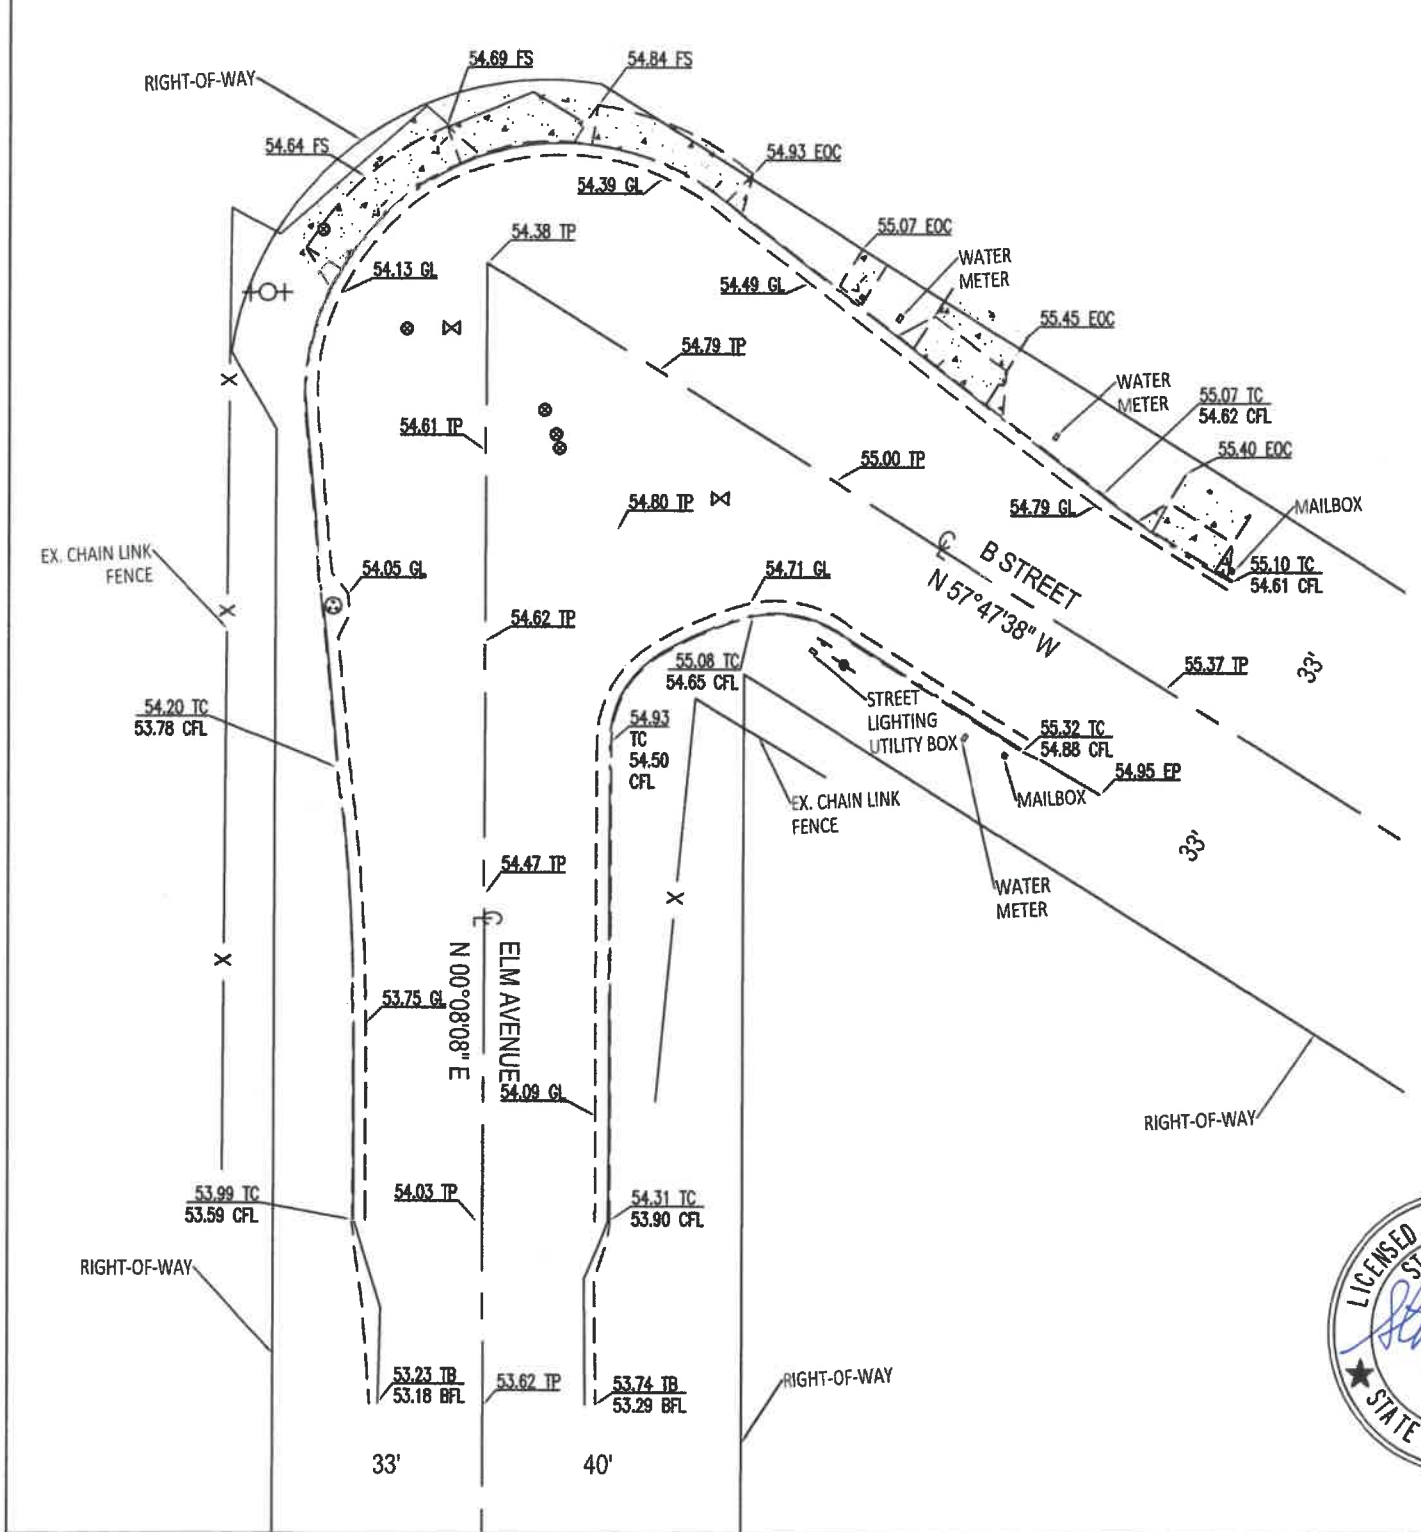 54.69 FS
54.84 FS
RIGHT-OF-WAY
54.64 FS
54.93 EOC
54.39 GL
54.38 TP
55.07 EOC
WATER
METER
54.13 GL
54.49 GL
55.45 EOC
54.79 TP
WATER
METER
55.07 TC
54.62 CFL
54.61 TP
55.40 EOC
55.00 TP
54.80 TP
54.79 GL
MAILBOX
EX. CHAIN LINK
FENCE
X
X
X
54.05 GL
54.71 GL
℄ B STREET
N 57°47'38" W
55.10 TC
54.61 CFL
54.62 TP
55.08 TC
54.65 CFL
55.37 TP
33'
54.20 TC
53.78 CFL
54.93
TC
54.50
CFL
STREET
LIGHTING
UTILITY BOX
55.32 TC
54.88 CFL
54.95 EP
EX. CHAIN LINK
FENCE
MAILBOX
33'
54.47 TP
X
WATER
METER
℄
ELM AVENUE
N 00°08'08" E
53.75 GL
54.09 GL
RIGHT-OF-WAY
53.99 TC
53.59 CFL
54.03 TP
54.31 TC
53.90 CFL
RIGHT-OF-WAY
LICENSED
ST
53.23 TB
53.18 BFL
53.62 TP
53.74 TB
53.29 BFL
RIGHT-OF-WAY
STATE
33'
40'